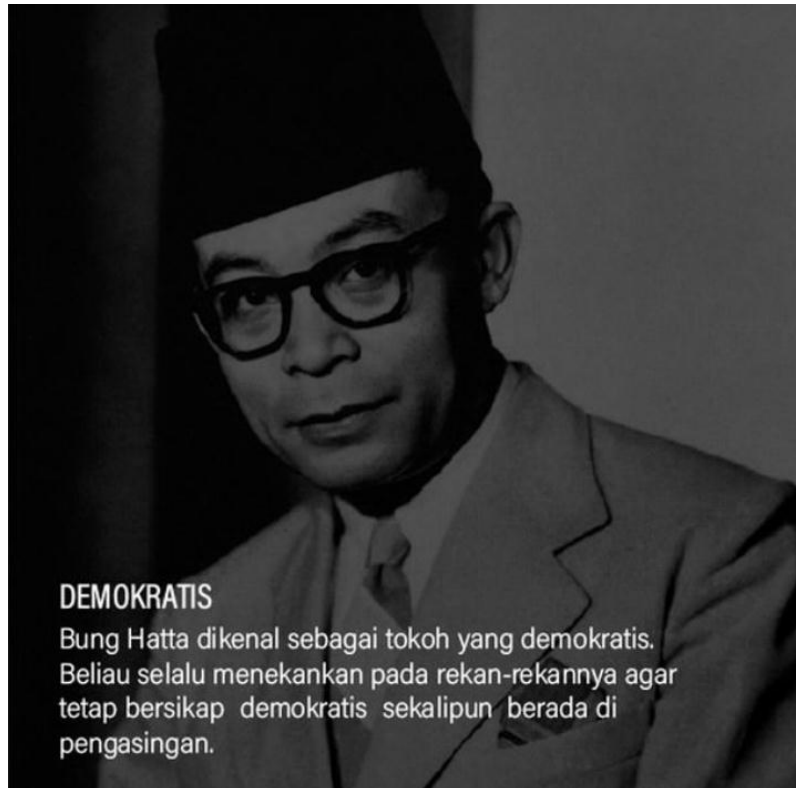 DEMOKRATIS
Bung Hatta dikenal sebagai tokoh yang demokratis.
Beliau selalu menekankan pada rekan-rekannya agar
tetap bersikap demokratis sekalipun berada di
pengasingan.